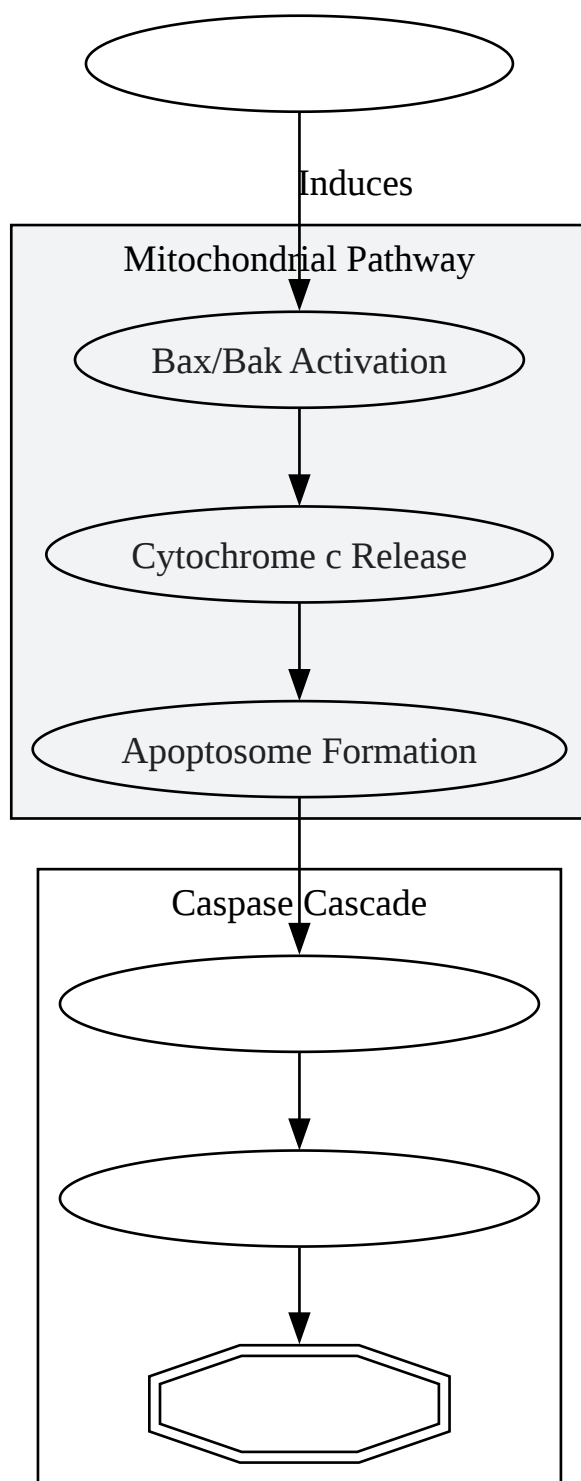 Induces
Mitochondrial Pathway
Bax/Bak Activation
Cytochrome c Release
Apoptosome Formation
Caspase Cascade